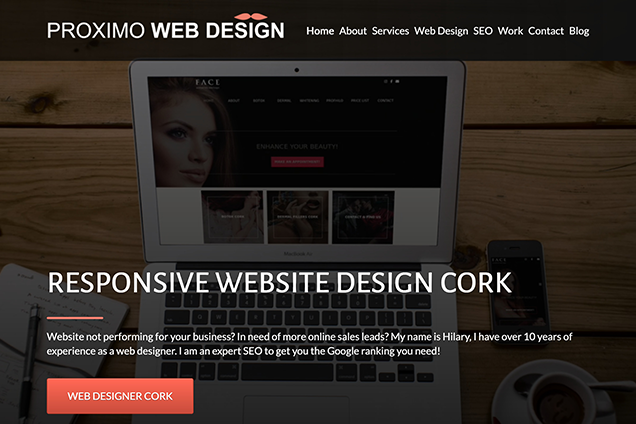 PROXIMO WEB DESIGN
Home About Services Web Design SEO Work Contact Blog
FACE
ENHANCE YOUR BEAUTY!
RESPONSIVE WEBSITE DESIGN CORK
Website not performing for your business? In need of more online sales leads? My name is Hilary, I have over 10 years of
experience as a web designer. I am an expert SEO to get you the Google ranking you need!
WEB DESIGNER CORK